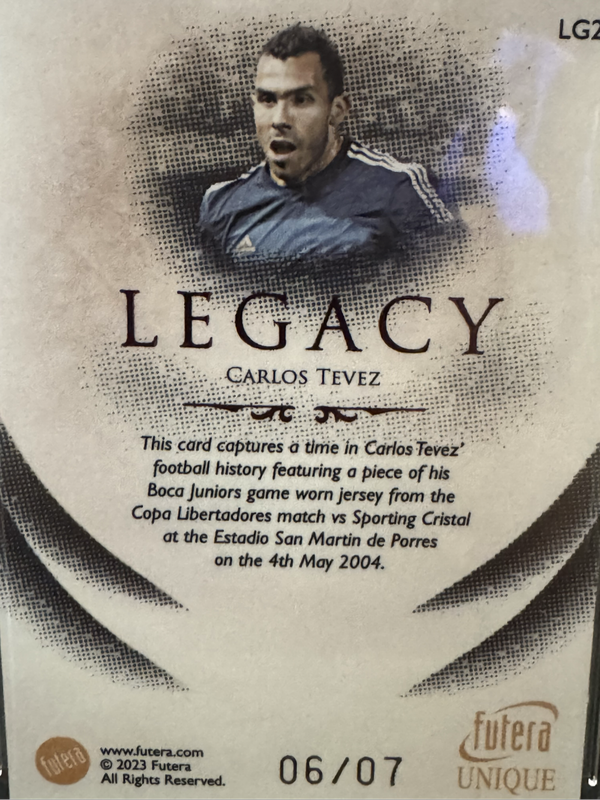 LG2
LEGACY
CARLOS TEVEZ
This card captures a time in Carlos Tevez'
football history featuring a piece of his
Boca Juniors game worn jersey from the
Copa Libertadores match vs Sporting Cristal
at the Estadio San Martin de Porres
on the 4th May 2004.
futera
www.futera.com
© 2023 Futera
All Rights Reserved.
06/07
futera
UNIQUE